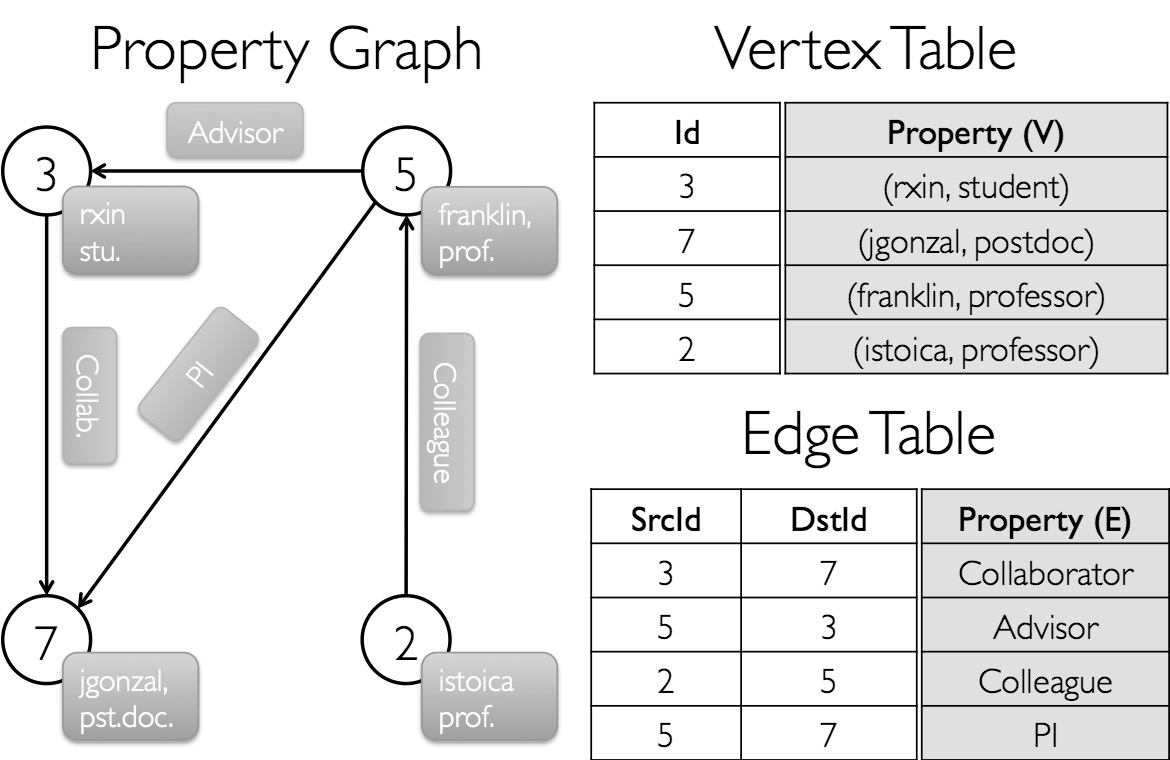 Property Graph
Advisor
3
5
rxin
stu.
franklin,
prof.
Collab.
PI
Colleague
7
2
jgonzal,
pst.doc.
istoica
prof.
Vertex Table
Id Property (V)
3 (rxin, student)
7 (jgonzal, postdoc)
5 (franklin, professor)
2 (istoica, professor)
Edge Table
SrcId DstId Property (E)
3 7 Collaborator
5 3 Advisor
2 5 Colleague
5 7 PI